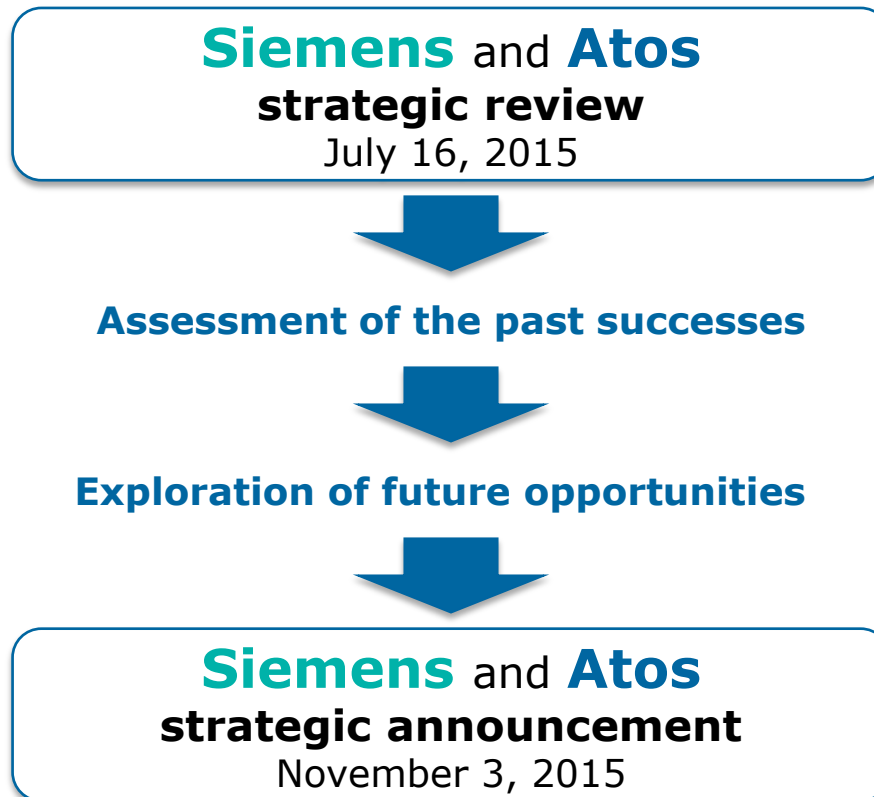 Siemens and Atos
strategic review
July 16, 2015
Assessment of the past successes
Exploration of future opportunities
Siemens and Atos
strategic announcement
November 3, 2015